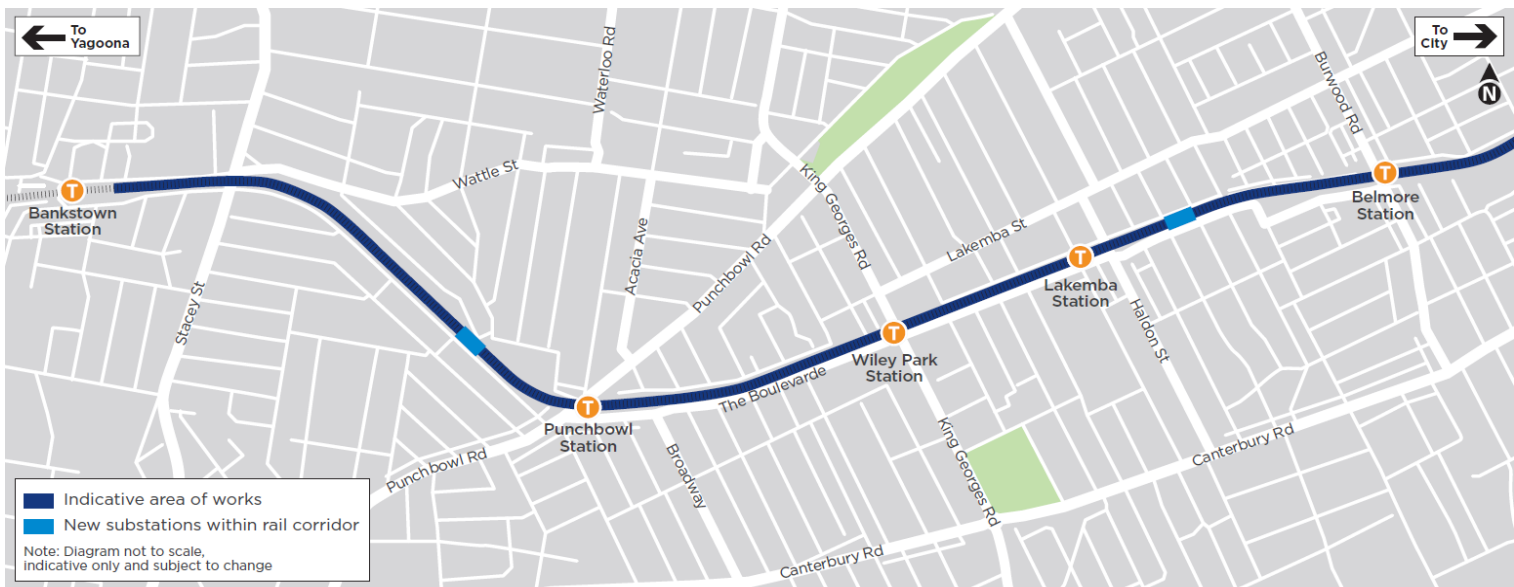 To
Yagoona
To
City
N
Waterloo Rd
Burwood Rd
Wattle St
King Georges Rd
T
Bankstown
Station
T
Belmore
Station
Acacia Ave
Lakemba St
Punchbowl Rd
T
Lakemba
Station
Stacey St
Haldon St
T
Wiley Park
Station
The Boulevarde
T
Punchbowl
Station
Punchbowl Rd
Broadway
King Georges Rd
Canterbury Rd
Canterbury Rd
Indicative area of works
New substations within rail corridor
Note: Diagram not to scale,
indicative only and subject to change